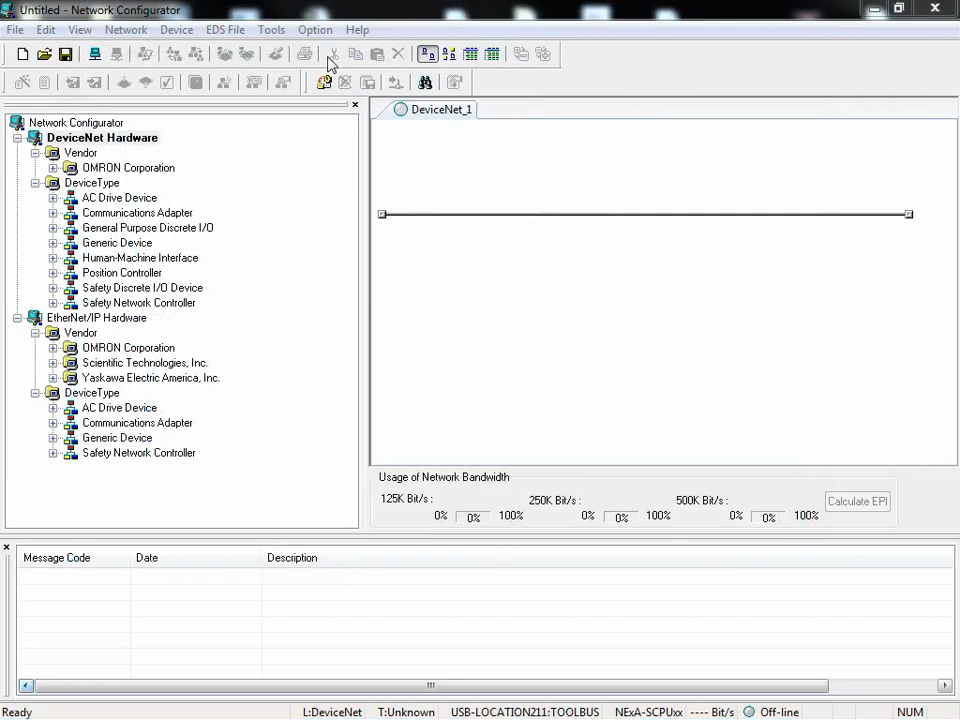 Untitled - Network Configurator
File Edit View Network Device EDS File Tools Option Help
Network Configurator
DeviceNet Hardware
Vendor
OMRON Corporation
DeviceType
AC Drive Device
Communications Adapter
General Purpose Discrete I/O
Generic Device
Human-Machine Interface
Position Controller
Safety Discrete I/O Device
Safety Network Controller
EtherNet/IP Hardware
Vendor
OMRON Corporation
Scientific Technologies, Inc.
Yaskawa Electric America, Inc.
DeviceType
AC Drive Device
Communications Adapter
Generic Device
Safety Network Controller
DeviceNet_1
Usage of Network Bandwidth
125K Bit/s : 250K Bit/s : 500K Bit/s : Calculate EPI
0% 0% 100% 0% 0% 100% 0% 0% 100%
Message Code Date Description
Ready L:DeviceNet T:Unknown USB-LOCATION211:TOOLBUS NExA-SCPUxx ---- Bit/s Off-line NUM